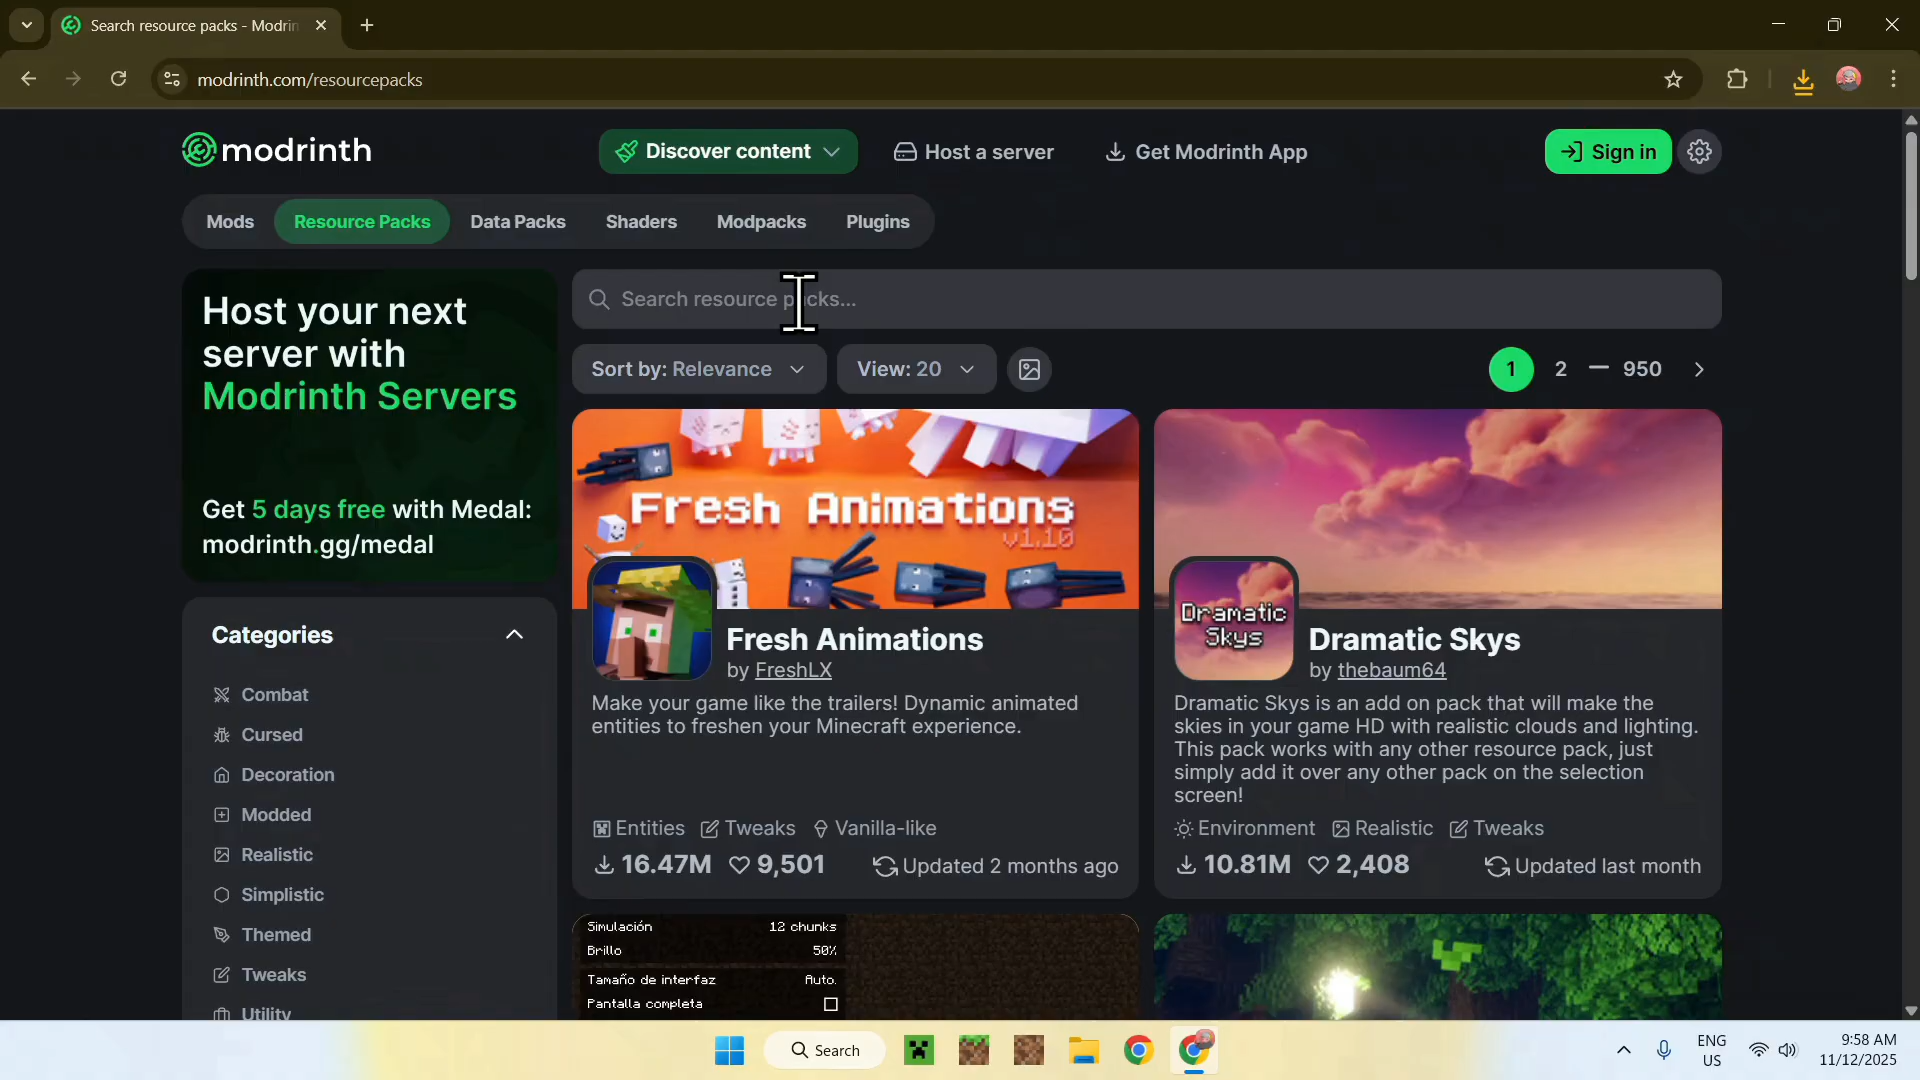 Search resource packs - Modrin
modrinth.com/resourcepacks
modrinth
Discover content
Host a server
Get Modrinth App
Sign in
Mods
Resource Packs
Data Packs
Shaders
Modpacks
Plugins
Host your next
server with
Modrinth Servers
Get 5 days free with Medal:
modrinth.gg/medal
Search resource packs...
Sort by: Relevance
View: 20
1
2
950
Categories
Combat
Cursed
Decoration
Modded
Realistic
Simplistic
Themed
Tweaks
Utility
Fresh Animations
v1.10
Fresh Animations
by FreshLX
Make your game like the trailers! Dynamic animated
entities to freshen your Minecraft experience.
Entities
Tweaks
Vanilla-like
16.47M
9,501
Updated 2 months ago
Dramatic
Skys
Dramatic Skys
by thebaum64
Dramatic Skys is an add on pack that will make the
skies in your game HD with realistic clouds and lighting.
This pack works with any other resource pack, just
simply add it over any other pack on the selection
screen!
Environment
Realistic
Tweaks
10.81M
2,408
Updated last month
Simulación 12 chunks
Brillo 50%
Tamaño de interfaz Auto.
Pantalla completa
Search
ENG
US
9:58 AM
11/12/2025